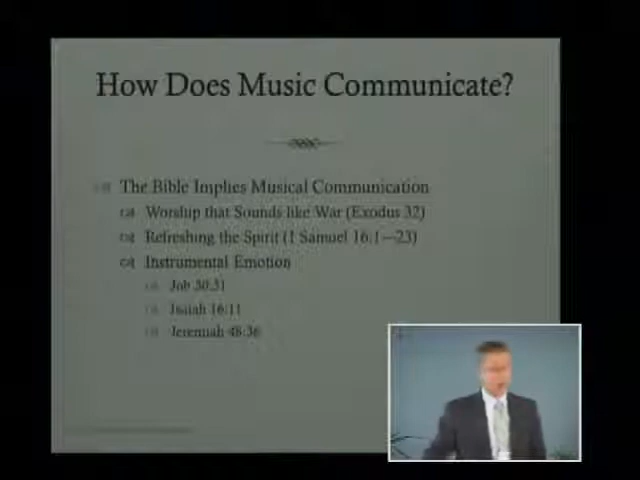 How Does Music Communicate?
The Bible Implies Musical Communication
Worship that Sounds like War (Exodus 32)
Refreshing the Spirit (1 Samuel 16:1—23)
Instrumental Emotion
Job 30:31
Isaiah 16:11
Jeremiah 48:36